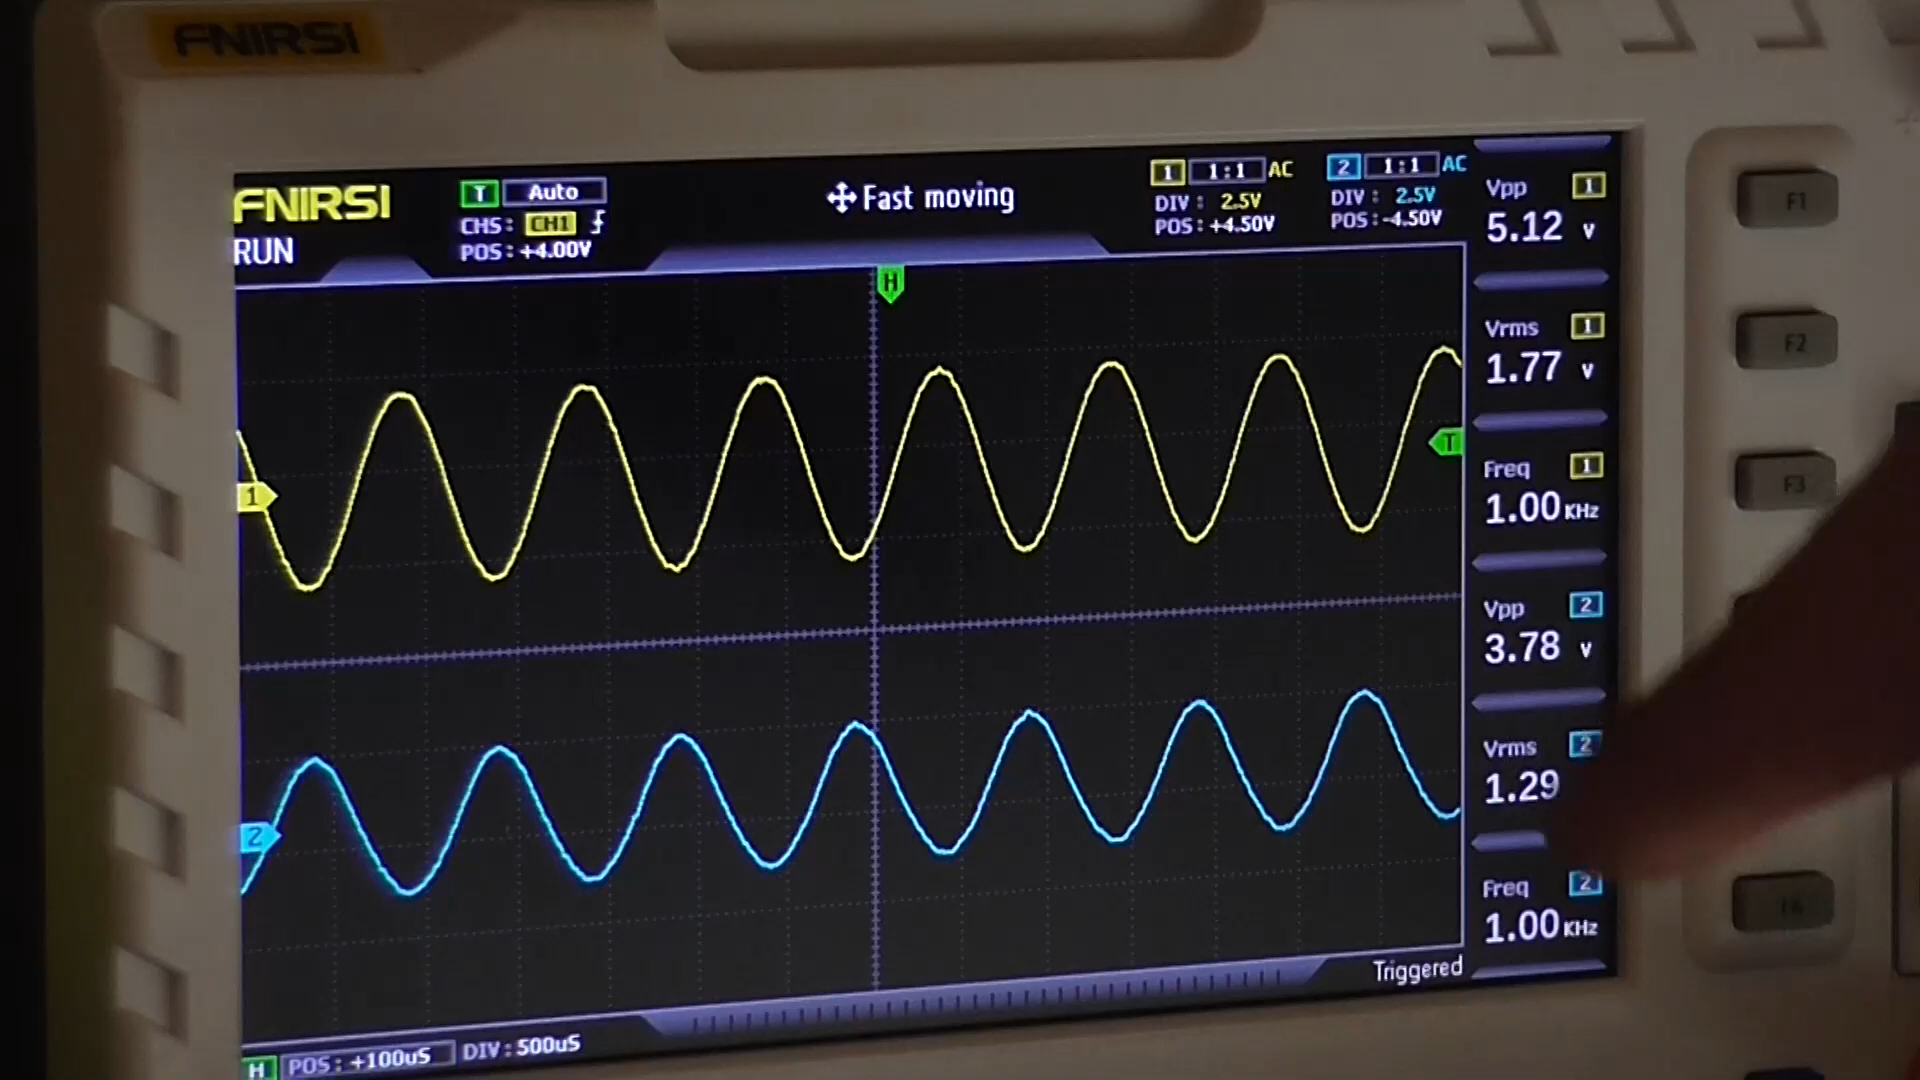 FNIRSI
FNIRSI
RUN
T Auto
CHS: CH1
POS: +4.00V
Fast moving
1 1:1 AC
DIV: 2.5V
POS: +4.50V
2 1:1 AC
DIV: 2.5V
POS: -4.50V
H
1
T
2
Vpp 1
5.12 V
Vrms 1
1.77 V
Freq 1
1.00 KHz
Vpp 2
3.78 V
Vrms 2
1.29
Freq 2
1.00 KHz
Triggered
H POS: +100uS DIV: 500uS
F1
F2
F3